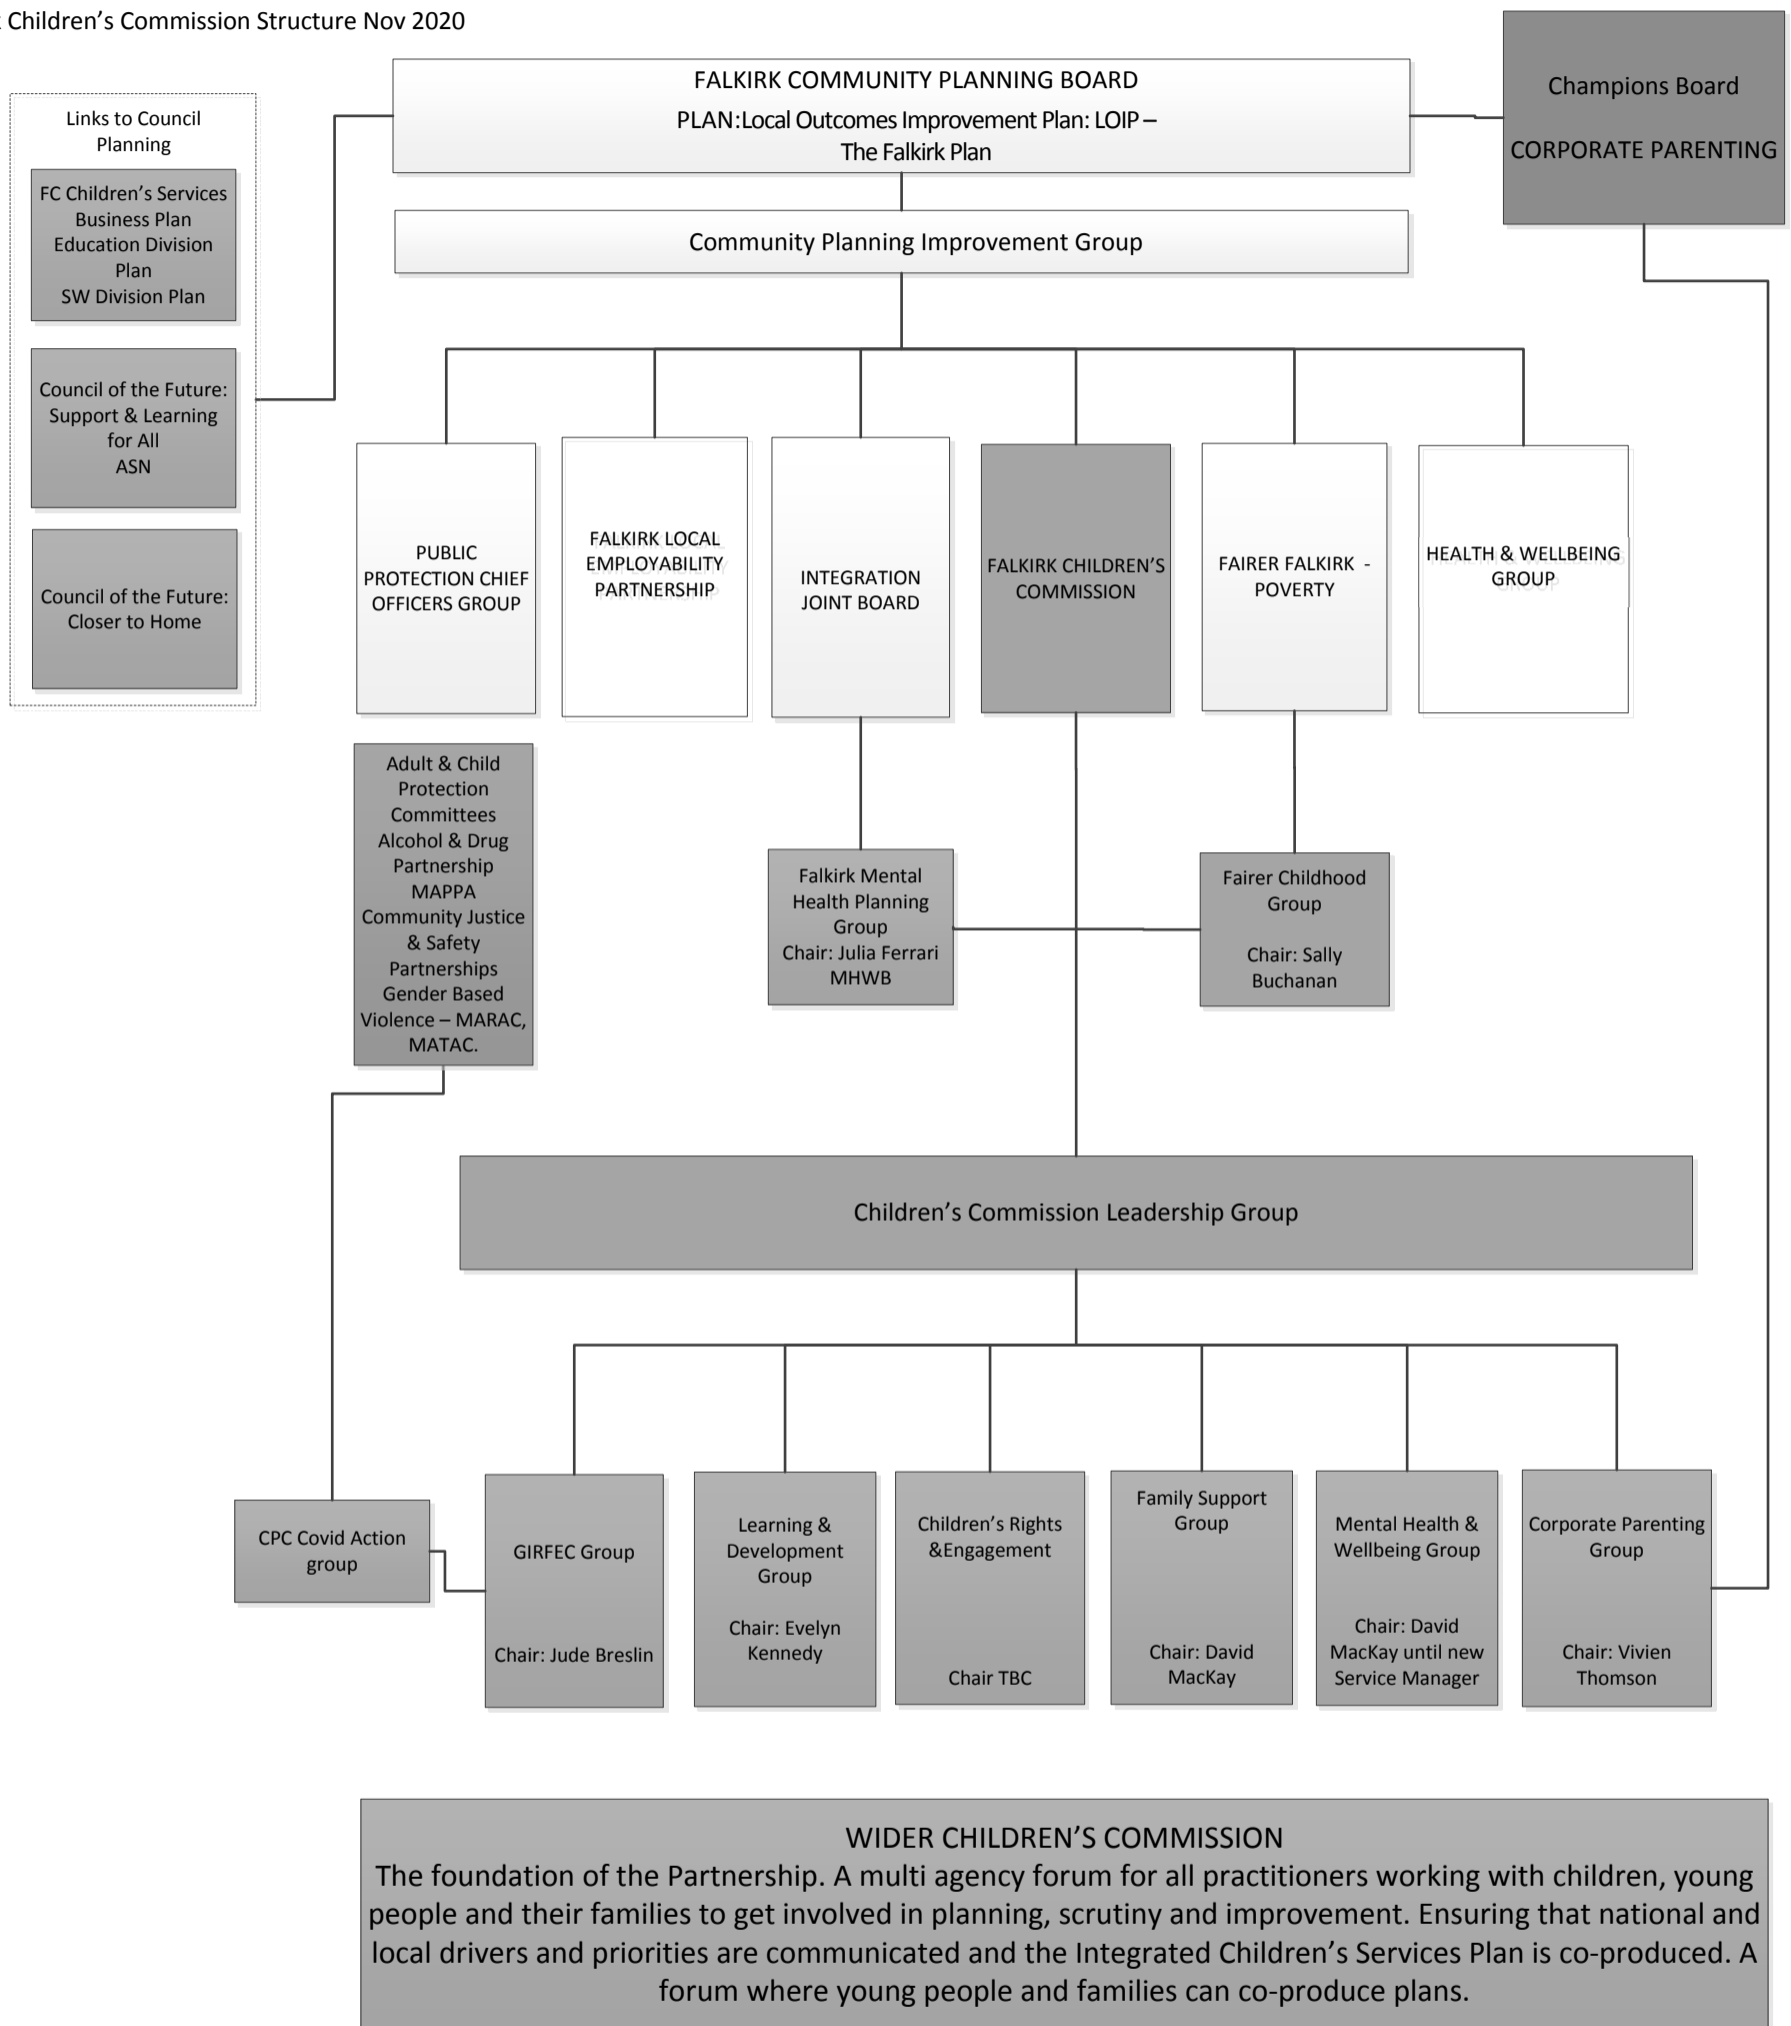 Children's Commission Structure Nov 2020
FALKIRK COMMUNITY PLANNING BOARD
PLAN:Local Outcomes Improvement Plan: LOIP –
The Falkirk Plan
Champions Board
CORPORATE PARENTING
Links to Council
Planning
FC Children's Services
Business Plan
Education Division
Plan
SW Division Plan
Council of the Future:
Support & Learning
for All
ASN
Council of the Future:
Closer to Home
Community Planning Improvement Group
PUBLIC
PROTECTION CHIEF
OFFICERS GROUP
FALKIRK LOCAL
EMPLOYABILITY
PARTNERSHIP
INTEGRATION
JOINT BOARD
FALKIRK CHILDREN'S
COMMISSION
FAIRER FALKIRK -
POVERTY
HEALTH & WELLBEING
GROUP
Adult & Child
Protection
Committees
Alcohol & Drug
Partnership
MAPPA
Community Justice
& Safety
Partnerships
Gender Based
Violence – MARAC,
MATAC.
Falkirk Mental
Health Planning
Group
Chair: Julia Ferrari
MHWB
Fairer Childhood
Group
Chair: Sally
Buchanan
Children's Commission Leadership Group
CPC Covid Action
group
GIRFEC Group
Chair: Jude Breslin
Learning &
Development
Group
Chair: Evelyn
Kennedy
Children's Rights
&Engagement
Chair TBC
Family Support
Group
Chair: David
MacKay
Mental Health &
Wellbeing Group
Chair: David
MacKay until new
Service Manager
Corporate Parenting
Group
Chair: Vivien
Thomson
WIDER CHILDREN'S COMMISSION
The foundation of the Partnership. A multi agency forum for all practitioners working with children, young
people and their families to get involved in planning, scrutiny and improvement. Ensuring that national and
local drivers and priorities are communicated and the Integrated Children's Services Plan is co-produced. A
forum where young people and families can co-produce plans.